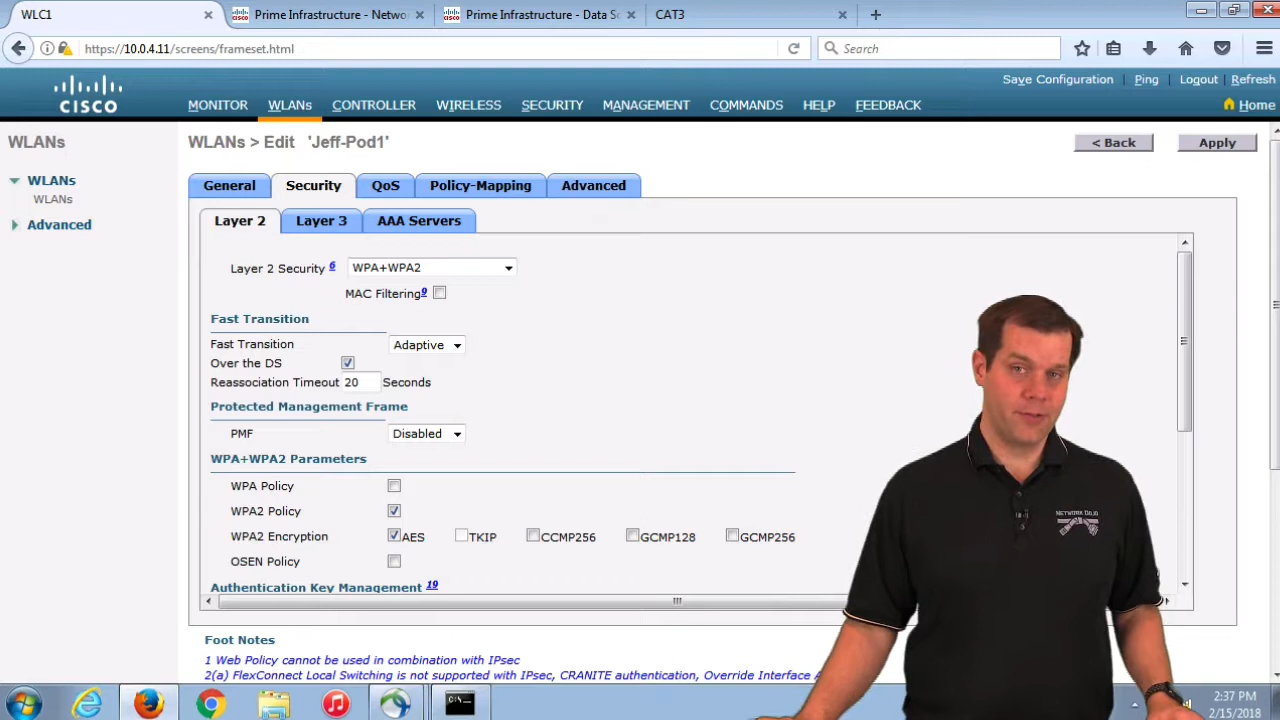 WLC1
Prime Infrastructure - Netwo
Prime Infrastructure - Data S
CAT3
https://10.0.4.11/screens/frameset.html
Search
Save Configuration Ping Logout Refresh
CISCO
MONITOR WLANs CONTROLLER WIRELESS SECURITY MANAGEMENT COMMANDS HELP FEEDBACK
Home
WLANs
WLANs > Edit 'Jeff-Pod1'
< Back
Apply
WLANs
WLANs
Advanced
General Security QoS Policy-Mapping Advanced
Layer 2 Layer 3 AAA Servers
Layer 2 Security 6 WPA+WPA2
MAC Filtering 9
Fast Transition
Fast Transition Adaptive
Over the DS
Reassociation Timeout 20 Seconds
Protected Management Frame
PMF Disabled
WPA+WPA2 Parameters
WPA Policy
WPA2 Policy
WPA2 Encryption AES TKIP CCMP256 GCMP128 GCMP256
OSEN Policy
Authentication Key Management 19
Foot Notes
1 Web Policy cannot be used in combination with IPsec
2(a) FlexConnect Local Switching is not supported with IPsec, CRANITE authentication, Override Interface
NETWORK DOJO
C:\
2:37 PM
2/15/2018